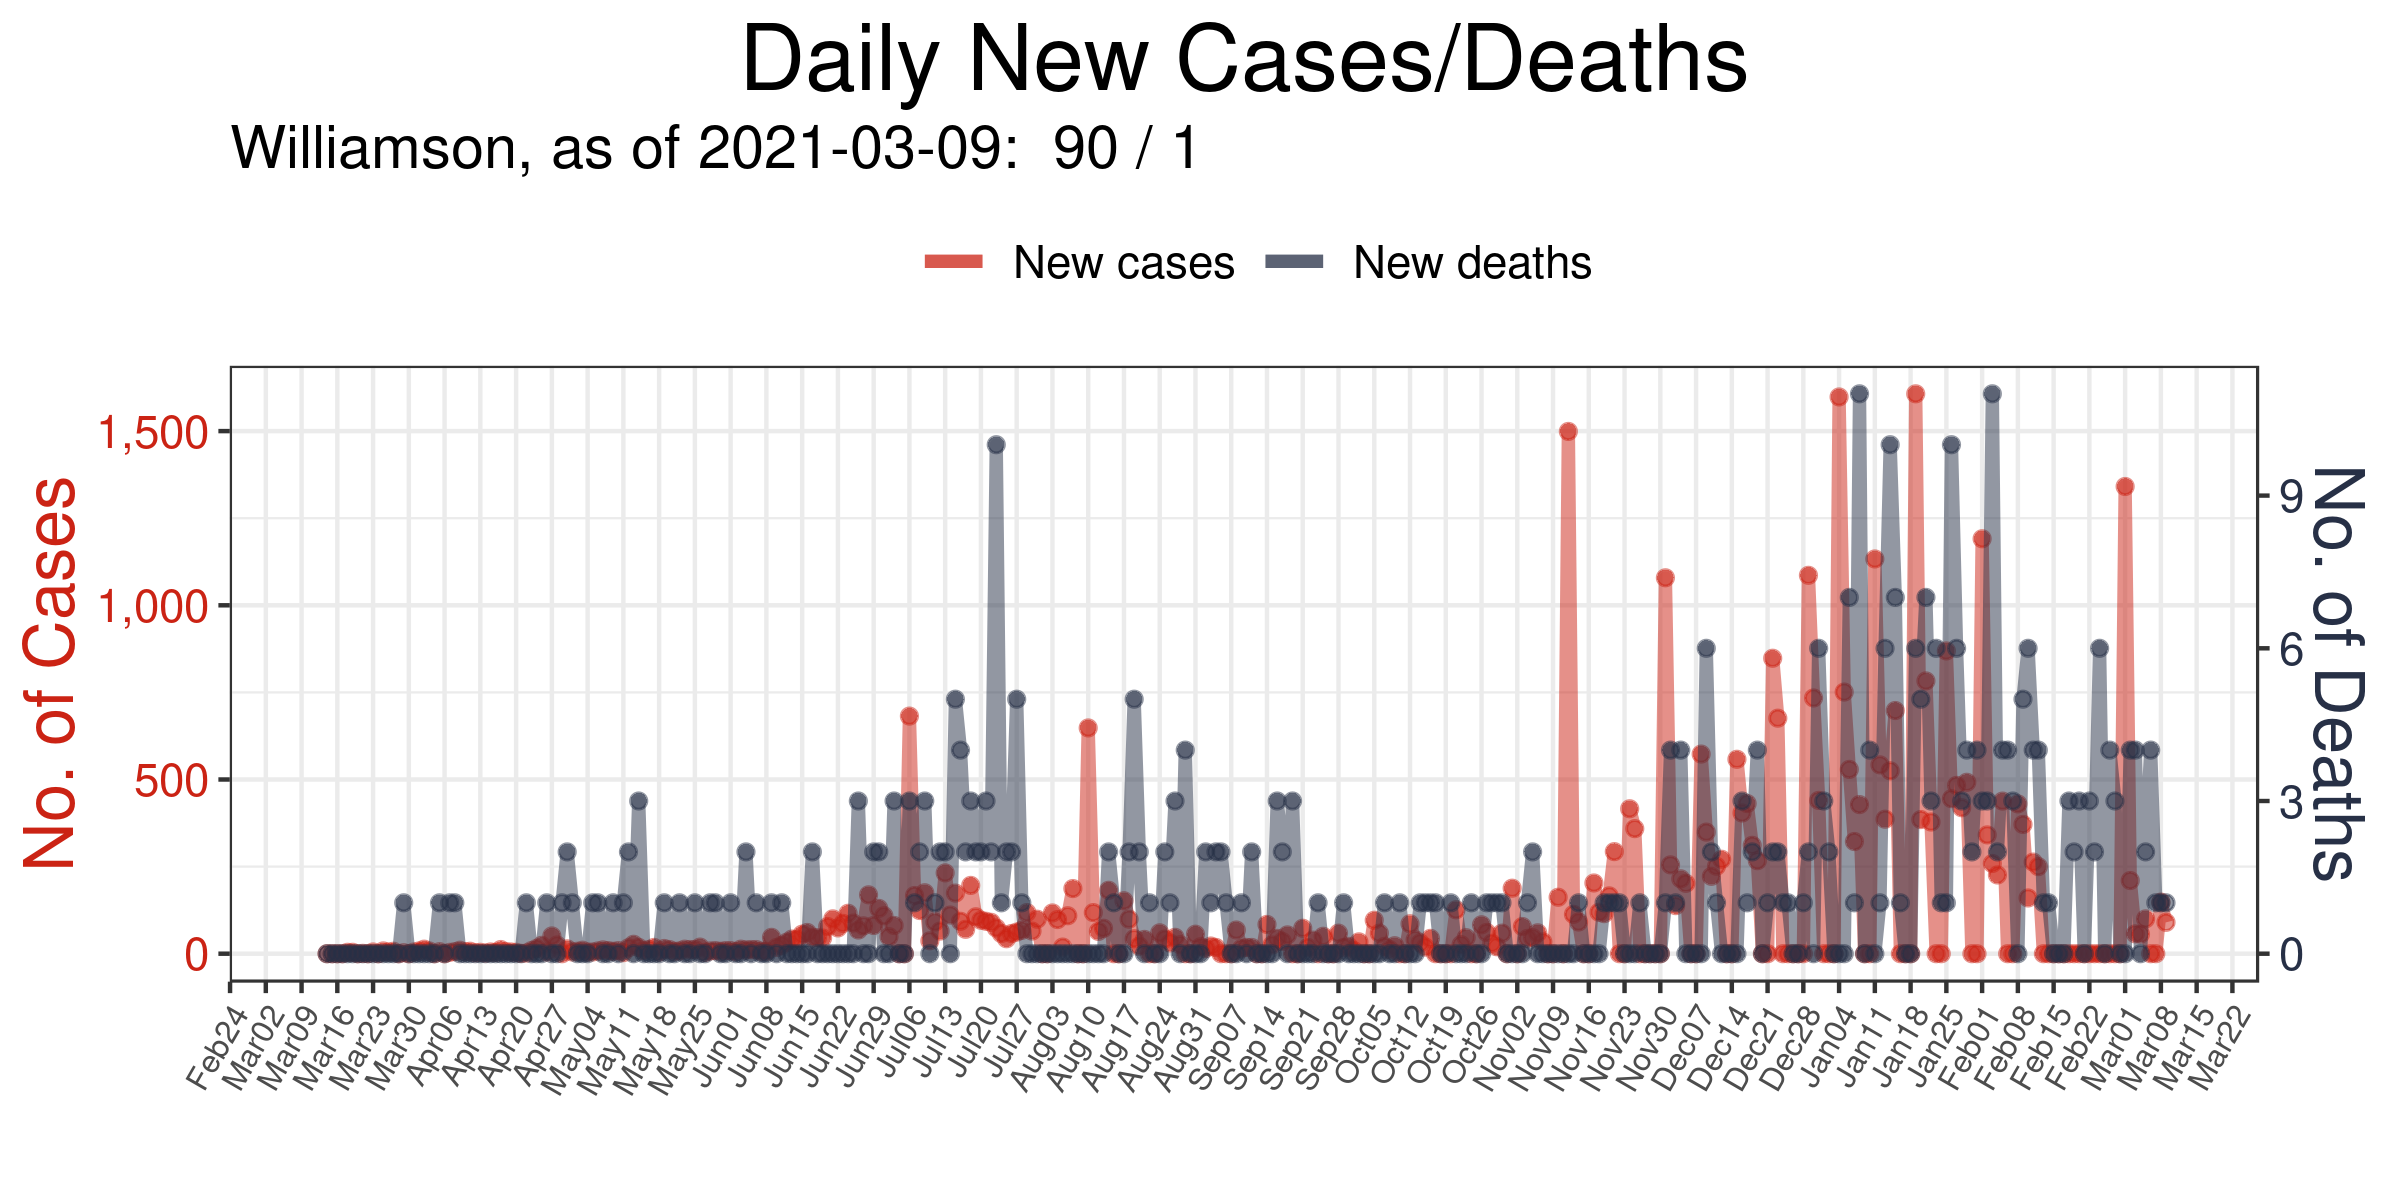 Daily New Cases/Deaths
Williamson, as of 2021-03-09:  90 / 1
New cases New deaths
No. of Cases
1,500
1,000
500
0
9
6
3
0
No. of Deaths
Feb24 Mar02 Mar09 Mar16 Mar23 Mar30 Apr06 Apr13 Apr20 Apr27 May04 May11 May18 May25 Jun01 Jun08 Jun15 Jun22 Jun29 Jul06 Jul13 Jul20 Jul27 Aug03 Aug10 Aug17 Aug24 Aug31 Sep07 Sep14 Sep21 Sep28 Oct05 Oct12 Oct19 Oct26 Nov02 Nov09 Nov16 Nov23 Nov30 Dec07 Dec14 Dec21 Dec28 Jan04 Jan11 Jan18 Jan25 Feb01 Feb08 Feb15 Feb22 Mar01 Mar08 Mar15 Mar22